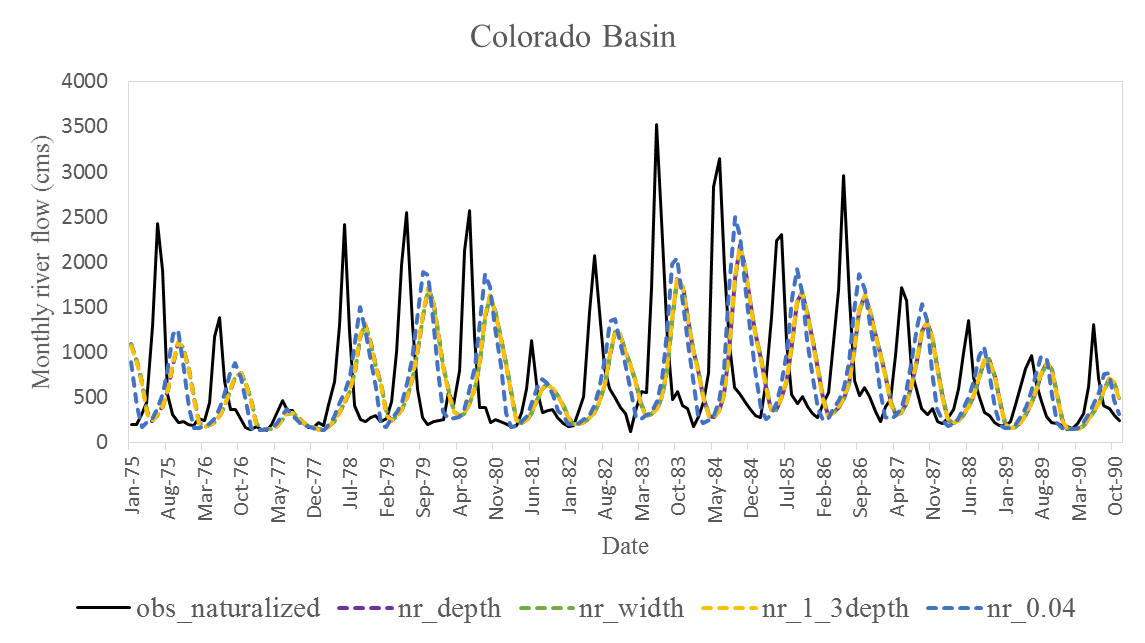 Colorado Basin
Monthly river flow (cms)
4000
3500
3000
2500
2000
1500
1000
500
0
Jan-75
Aug-75
Mar-76
Oct-76
May-77
Dec-77
Jul-78
Feb-79
Sep-79
Apr-80
Nov-80
Jun-81
Jan-82
Aug-82
Mar-83
Oct-83
May-84
Dec-84
Jul-85
Feb-86
Sep-86
Apr-87
Nov-87
Jun-88
Jan-89
Aug-89
Mar-90
Oct-90
Date
obs_naturalized nr_depth nr_width nr_1_3depth nr_0.04